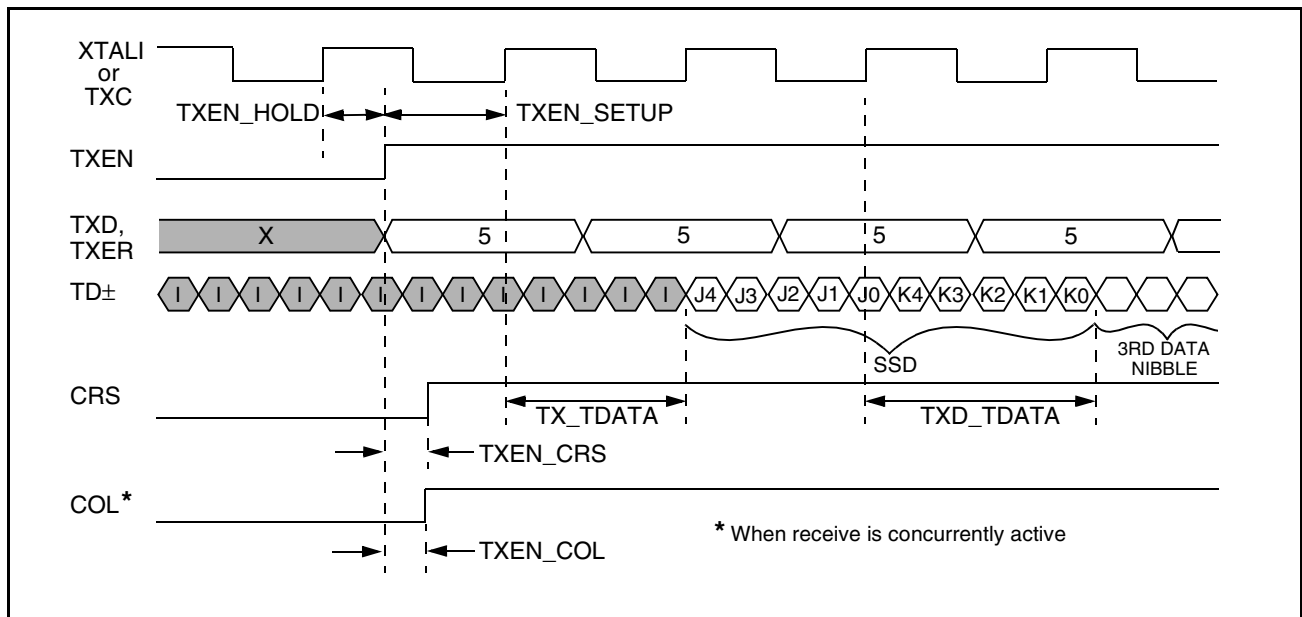 XTALI
or
TXC
TXEN_HOLD TXEN_SETUP
TXEN
TXD,
TXER
X 5 5 5 5
TD± I I I I I I I I I I I I I J4 J3 J2 J1 J0 K4 K3 K2 K1 K0
SSD
3RD DATA
NIBBLE
CRS
TX_TDATA TXD_TDATA
TXEN_CRS
COL*
* When receive is concurrently active
TXEN_COL